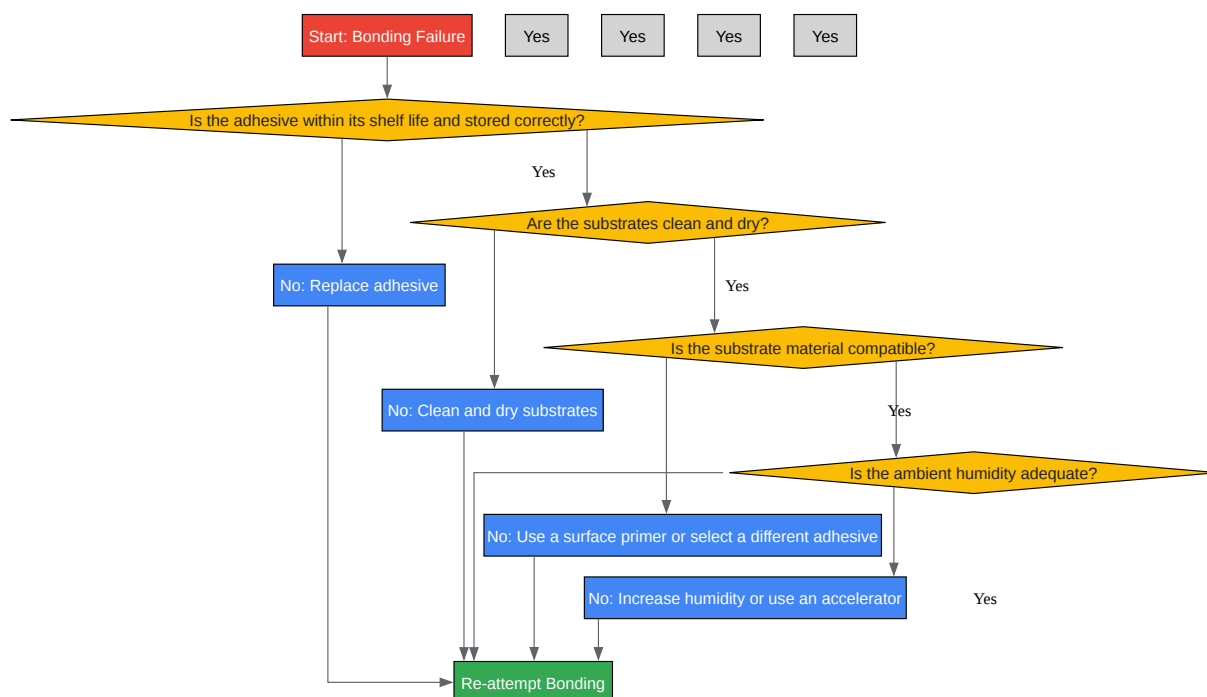 Start: Bonding Failure
Yes
Yes
Yes
Yes
Is the adhesive within its shelf life and stored correctly?
Yes
Are the substrates clean and dry?
No: Replace adhesive
Yes
Is the substrate material compatible?
No: Clean and dry substrates
Yes
Is the ambient humidity adequate?
No: Use a surface primer or select a different adhesive
No: Increase humidity or use an accelerator
Yes
Re-attempt Bonding